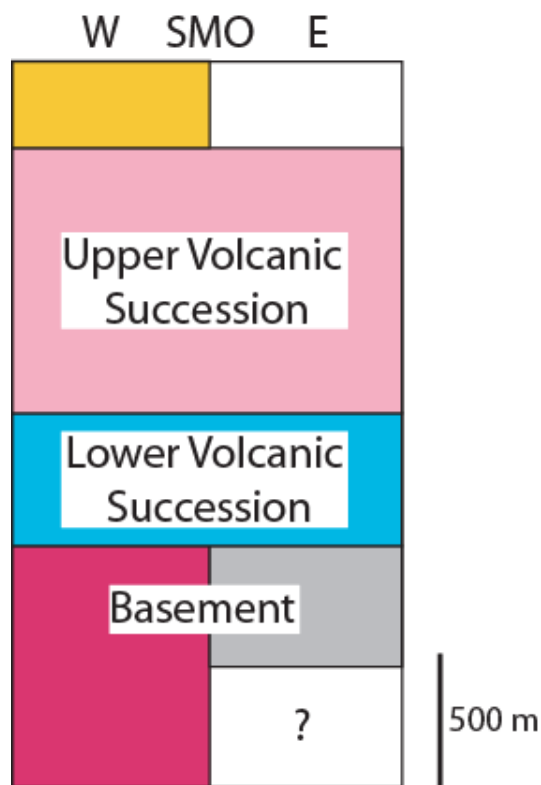 W SMO E
Upper Volcanic
Succession
Lower Volcanic
Succession
Basement
?
500 m